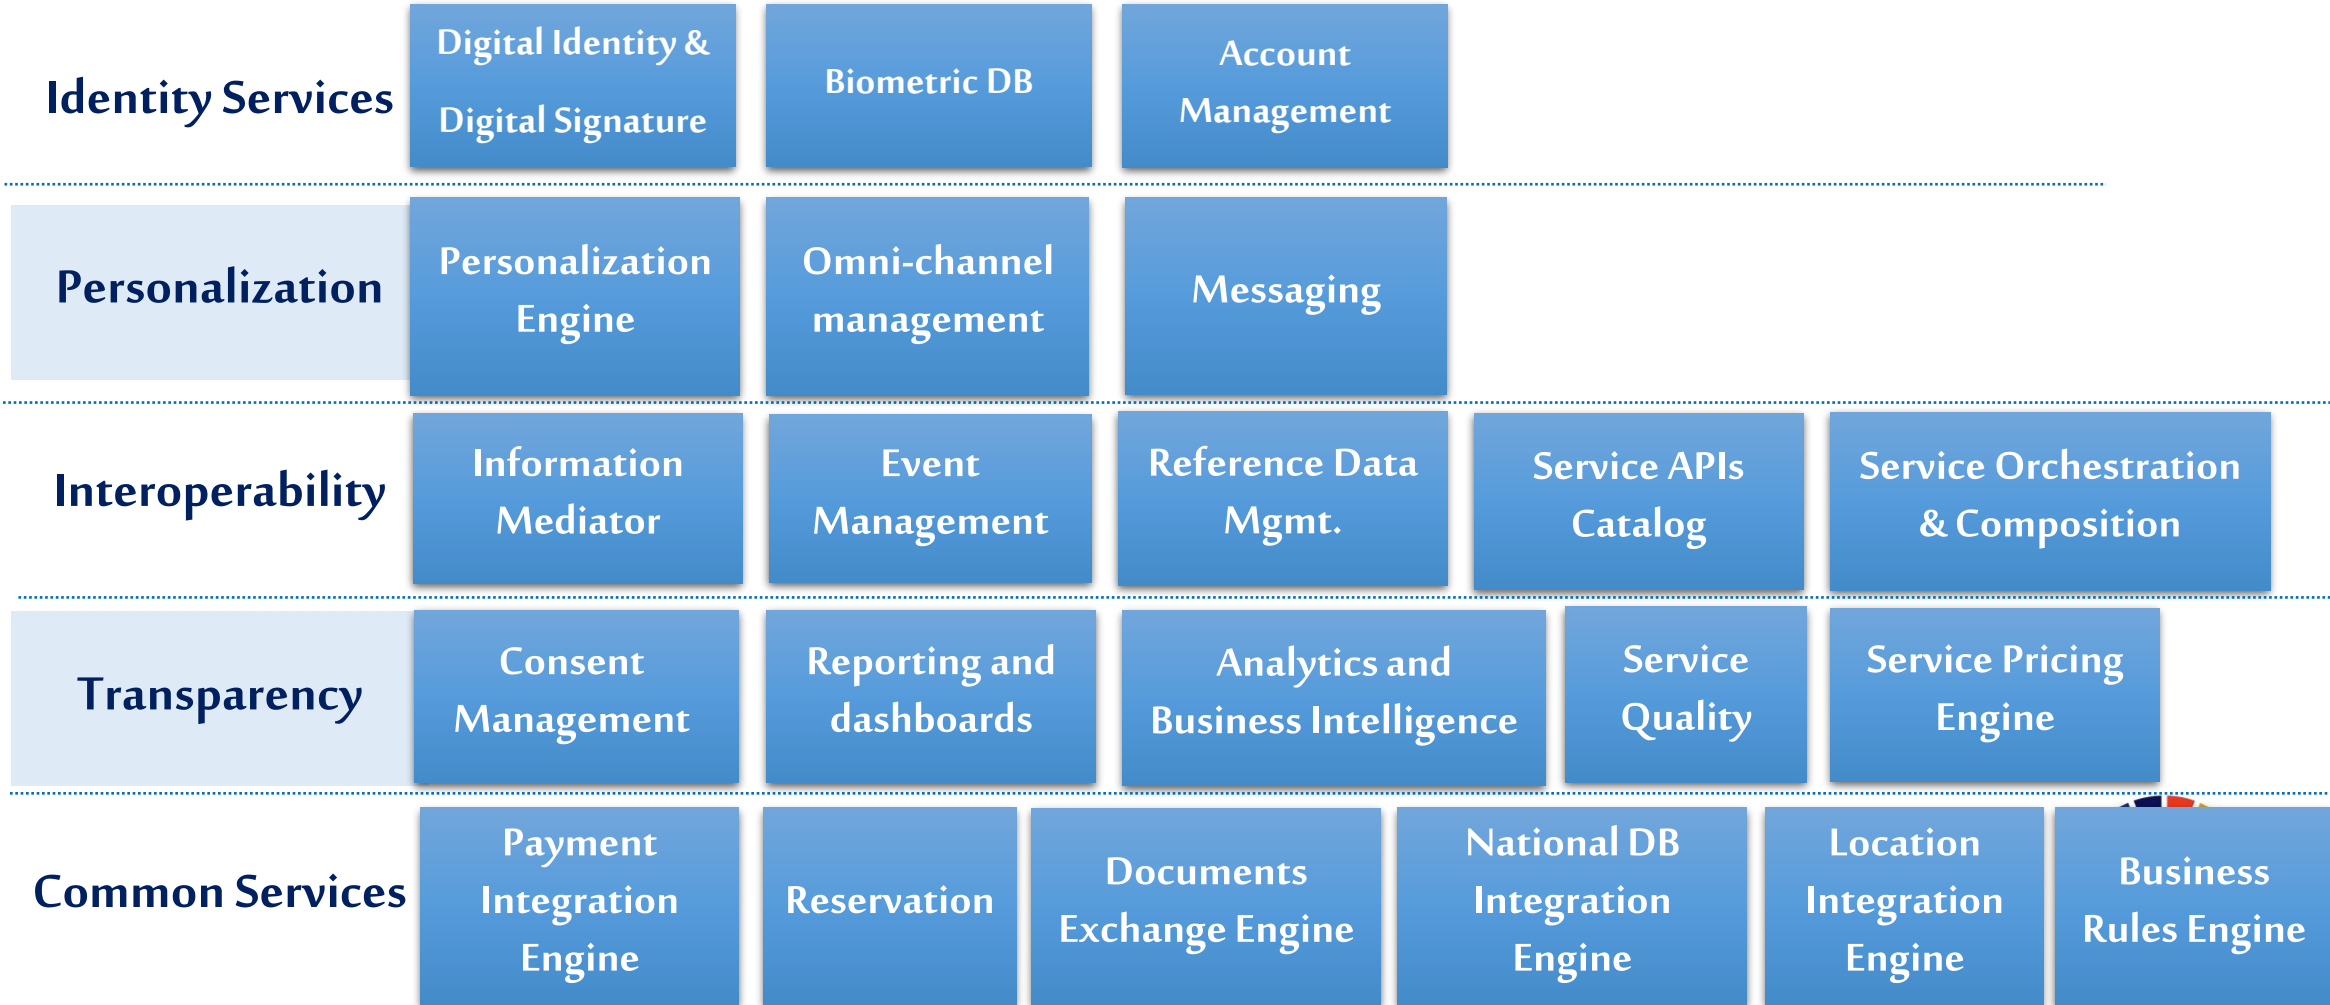 Identity Services
Digital Identity &
Digital Signature
Biometric DB
Account
Management
Personalization
Personalization
Engine
Omni-channel
management
Messaging
Interoperability
Information
Mediator
Event
Management
Reference Data
Mgmt.
Service APIs
Catalog
Service Orchestration
& Composition
Transparency
Consent
Management
Reporting and
dashboards
Analytics and
Business Intelligence
Service
Quality
Service Pricing
Engine
Common Services
Payment
Integration
Engine
Reservation
Documents
Exchange Engine
National DB
Integration
Engine
Location
Integration
Engine
Business
Rules Engine